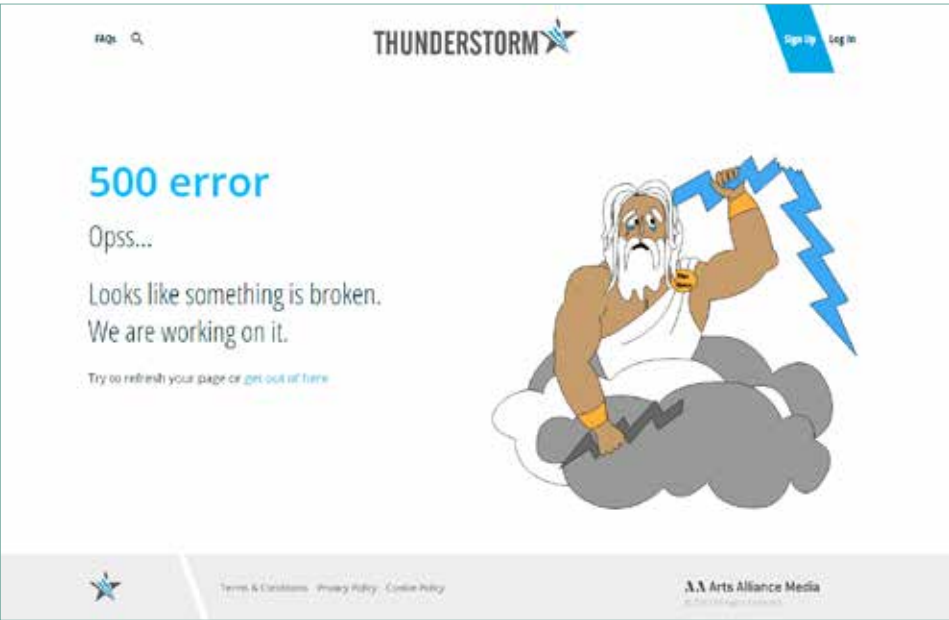 FAQs
THUNDERSTORM
Sign Up
Log In
500 error
Opss...
Looks like something is broken.
We are working on it.
Try to refresh your page or get out of here
Terms & Conditions Privacy Policy Cookie Policy
AA Arts Alliance Media